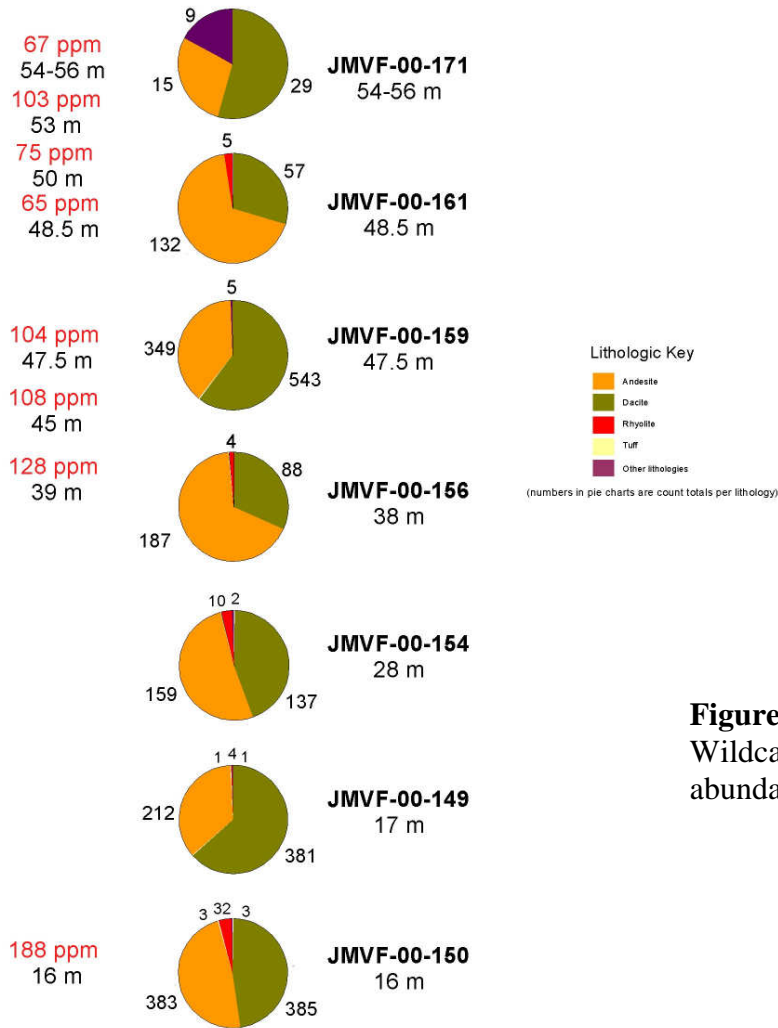 9
67 ppm
54-56 m
15
29
JMVF-00-171
54-56 m
103 ppm
53 m
75 ppm
50 m
65 ppm
48.5 m
5
57
132
JMVF-00-161
48.5 m
5
104 ppm
47.5 m
349
543
JMVF-00-159
47.5 m
108 ppm
45 m
128 ppm
39 m
4
88
187
JMVF-00-156
38 m
Lithologic Key
Andesite
Dacite
Rhyolite
Tuff
Other lithologies
(numbers in pie charts are count totals per lithology)
10 2
159
137
JMVF-00-154
28 m
Figure
Wildca
abunda
1 4 1
212
381
JMVF-00-149
17 m
3 32 3
188 ppm
16 m
383
385
JMVF-00-150
16 m